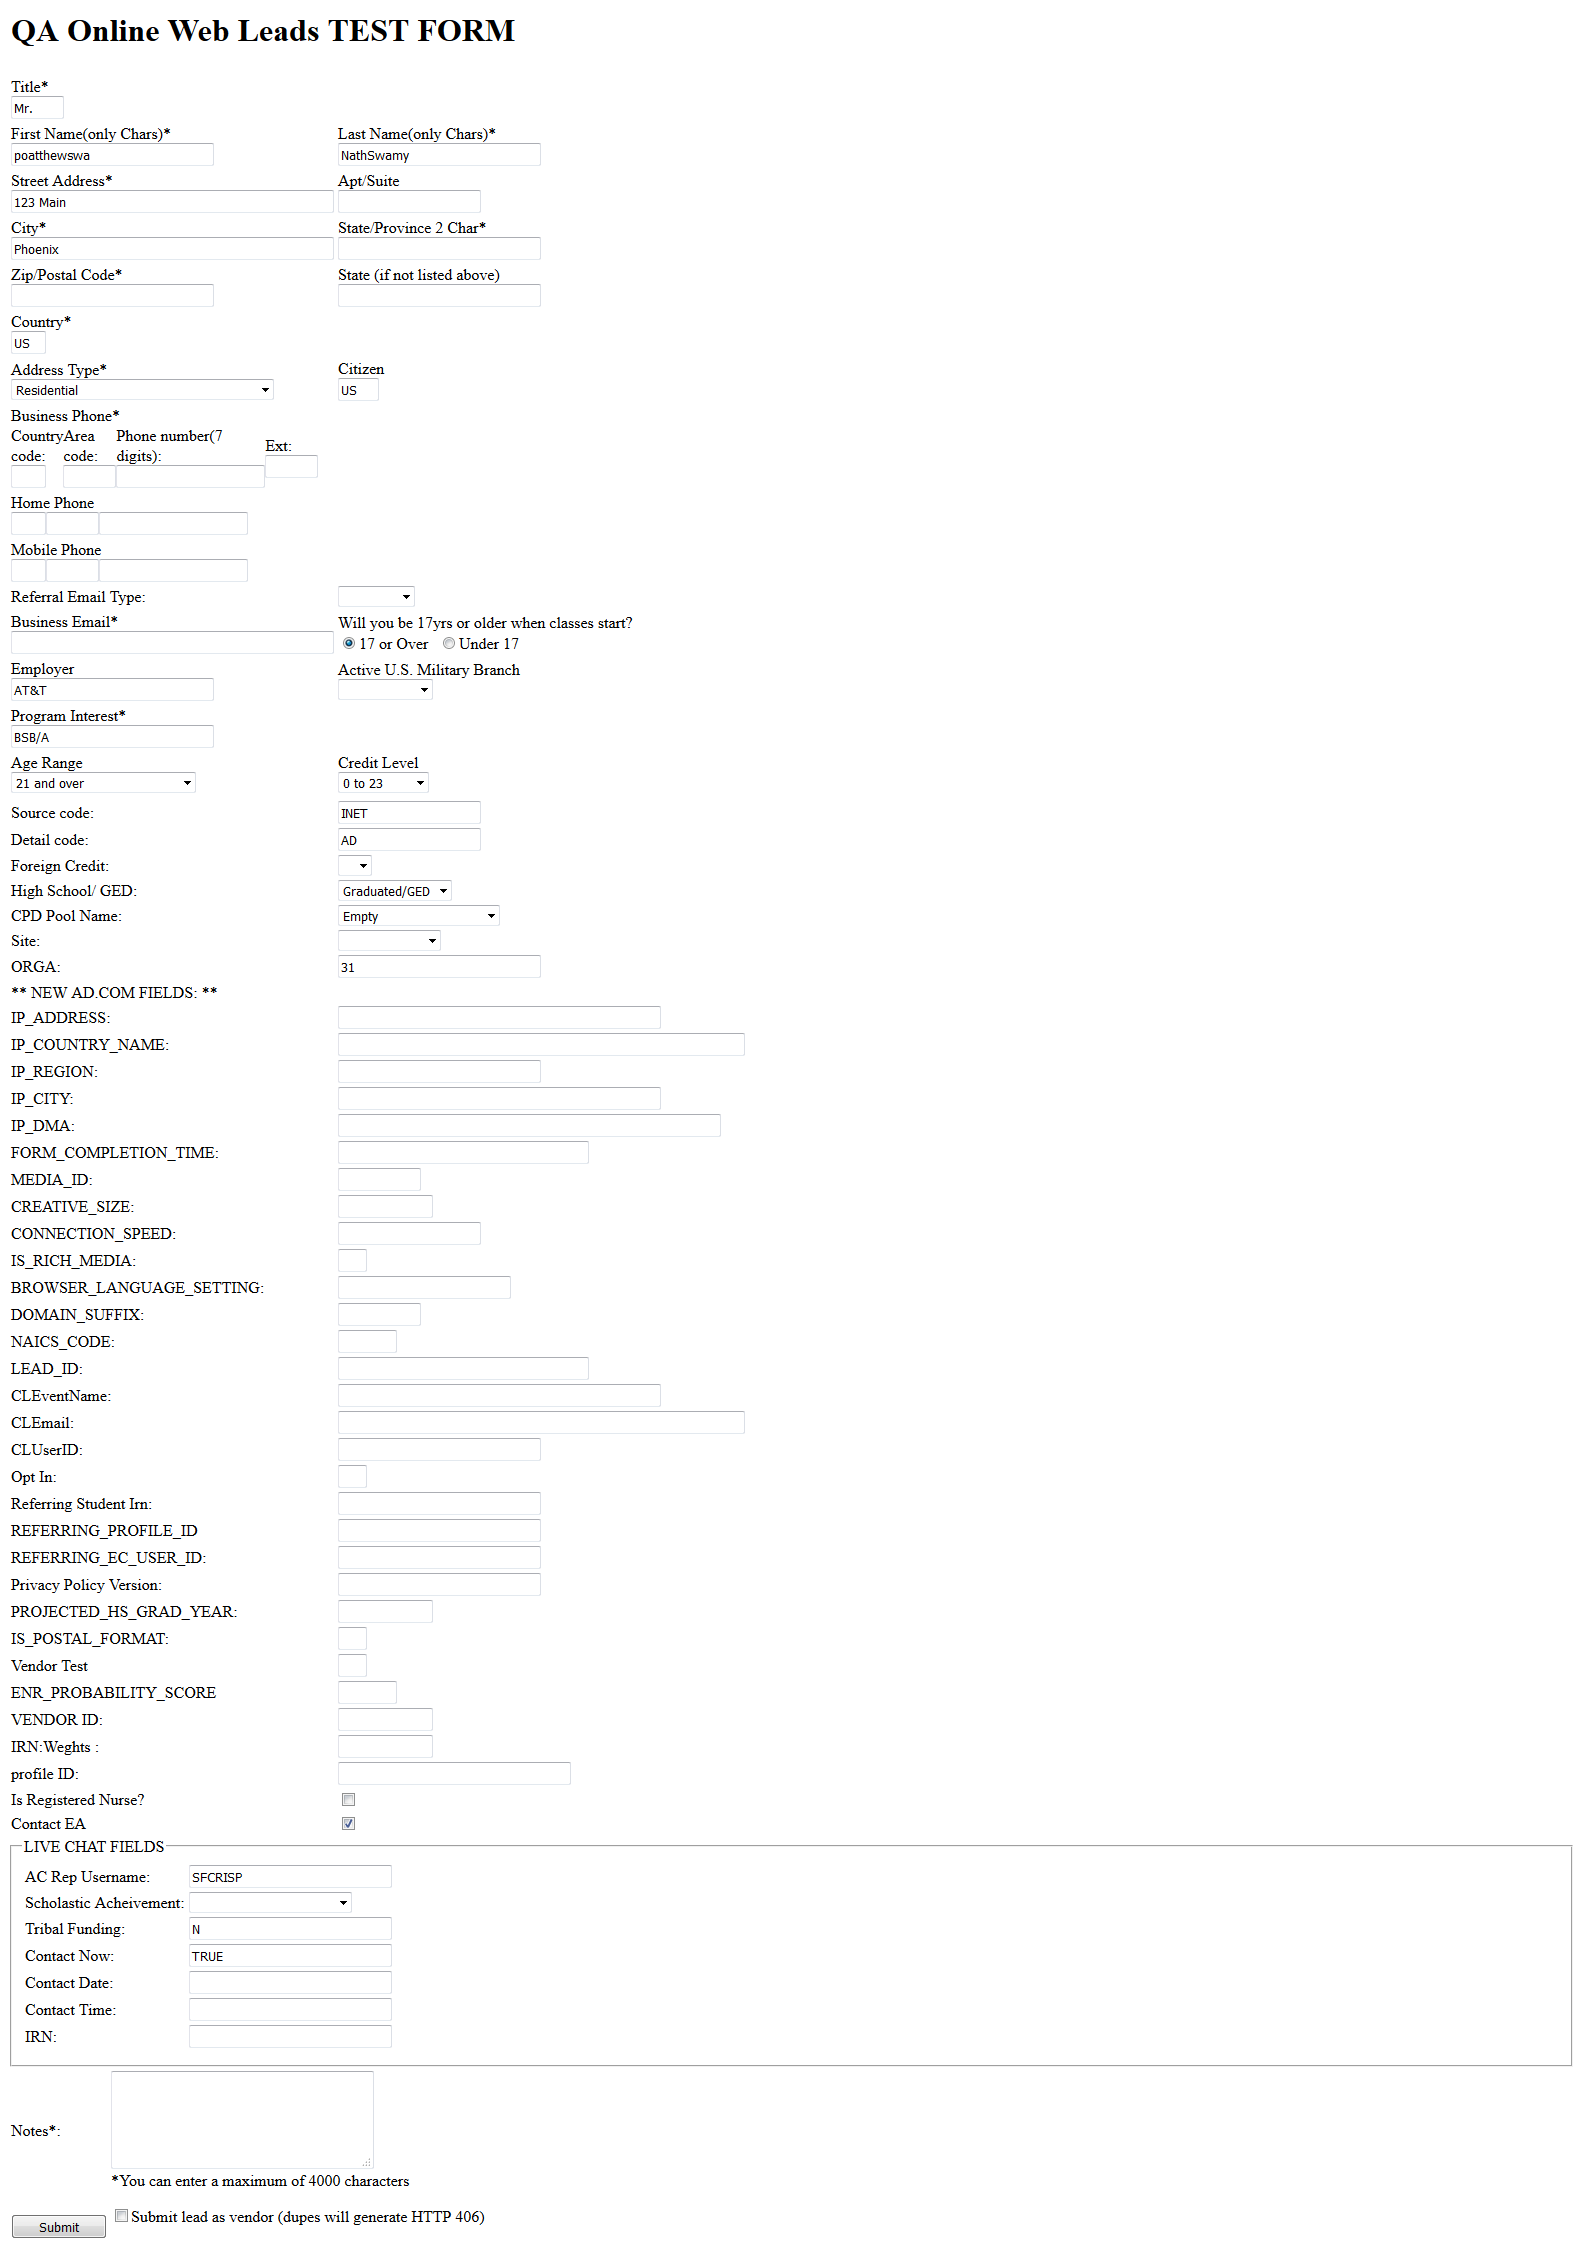 QA Online Web Leads TEST FORM
Title*
Mr.
First Name(only Chars)* Last Name(only Chars)*
poatthewswa NathSwamy
Street Address* Apt/Suite
123 Main
City* State/Province 2 Char*
Phoenix
Zip/Postal Code* State (if not listed above)
Country*
US
Address Type* Citizen
Residential US
Business Phone*
Country code: Area code: Phone number(7 digits): Ext:
Home Phone
Mobile Phone
Referral Email Type:
Business Email* Will you be 17yrs or older when classes start?
17 or Over Under 17
Employer Active U.S. Military Branch
AT&T
Program Interest*
BSB/A
Age Range Credit Level
21 and over 0 to 23
Source code: INET
Detail code: AD
Foreign Credit:
High School/ GED: Graduated/GED
CPD Pool Name: Empty
Site:
ORGA: 31
** NEW AD.COM FIELDS: **
IP_ADDRESS:
IP_COUNTRY_NAME:
IP_REGION:
IP_CITY:
IP_DMA:
FORM_COMPLETION_TIME:
MEDIA_ID:
CREATIVE_SIZE:
CONNECTION_SPEED:
IS_RICH_MEDIA:
BROWSER_LANGUAGE_SETTING:
DOMAIN_SUFFIX:
NAICS_CODE:
LEAD_ID:
CLEventName:
CLEmail:
CLUserID:
Opt In:
Referring Student Irn:
REFERRING_PROFILE_ID
REFERRING_EC_USER_ID:
Privacy Policy Version:
PROJECTED_HS_GRAD_YEAR:
IS_POSTAL_FORMAT:
Vendor Test
ENR_PROBABILITY_SCORE
VENDOR ID:
IRN:Weghts :
profile ID:
Is Registered Nurse?
Contact EA
LIVE CHAT FIELDS
AC Rep Username: SFCRISP
Scholastic Acheivement:
Tribal Funding: N
Contact Now: TRUE
Contact Date:
Contact Time:
IRN:
Notes*:
*You can enter a maximum of 4000 characters
Submit Submit lead as vendor (dupes will generate HTTP 406)